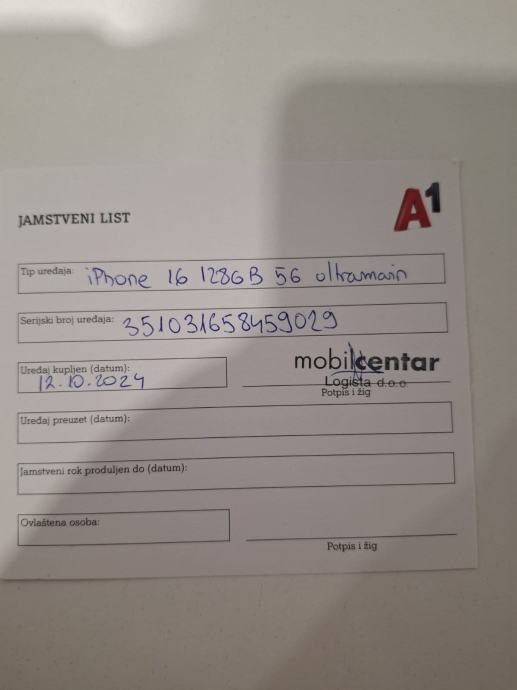 A1
JAMSTVENI LIST
Tip uređaja: iPhone 16 128GB 5G ultramain
Serijski broj uređaja: 351031658459029
Uređaj kupljen (datum):
12.10.2024
mobilcentar
Logista d.o.o.
Potpis i žig
Uređaj preuzet (datum):
Jamstveni rok produljen do (datum):
Ovlaštena osoba:
Potpis i žig